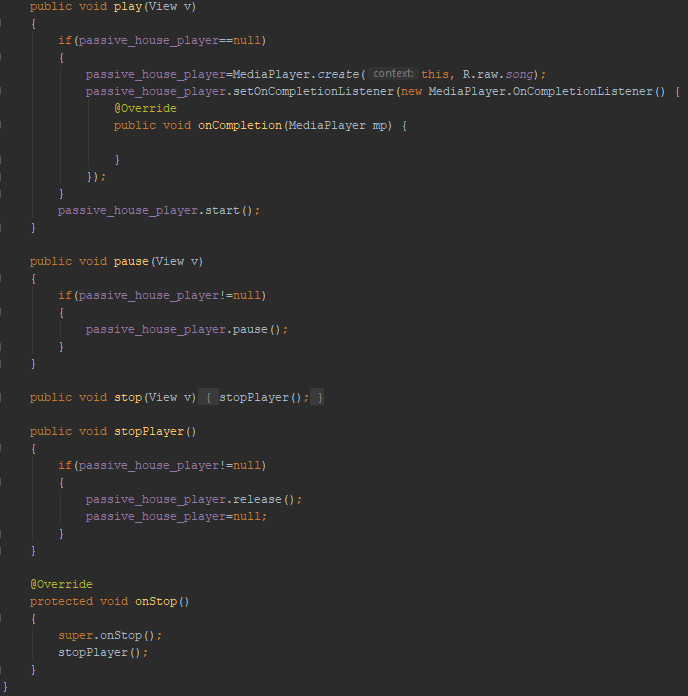 public void play(View v)
{
if(passive_house_player==null)
{
passive_house_player=MediaPlayer.create( context: this, R.raw.song);
passive_house_player.setOnCompletionListener(new MediaPlayer.OnCompletionListener() {
@Override
public void onCompletion(MediaPlayer mp) {
}
});
}
passive_house_player.start();
}
public void pause(View v)
{
if(passive_house_player!=null)
{
passive_house_player.pause();
}
}
public void stop(View v) { stopPlayer(); }
public void stopPlayer()
{
if(passive_house_player!=null)
{
passive_house_player.release();
passive_house_player=null;
}
}
@Override
protected void onStop()
{
super.onStop();
stopPlayer();
}
}